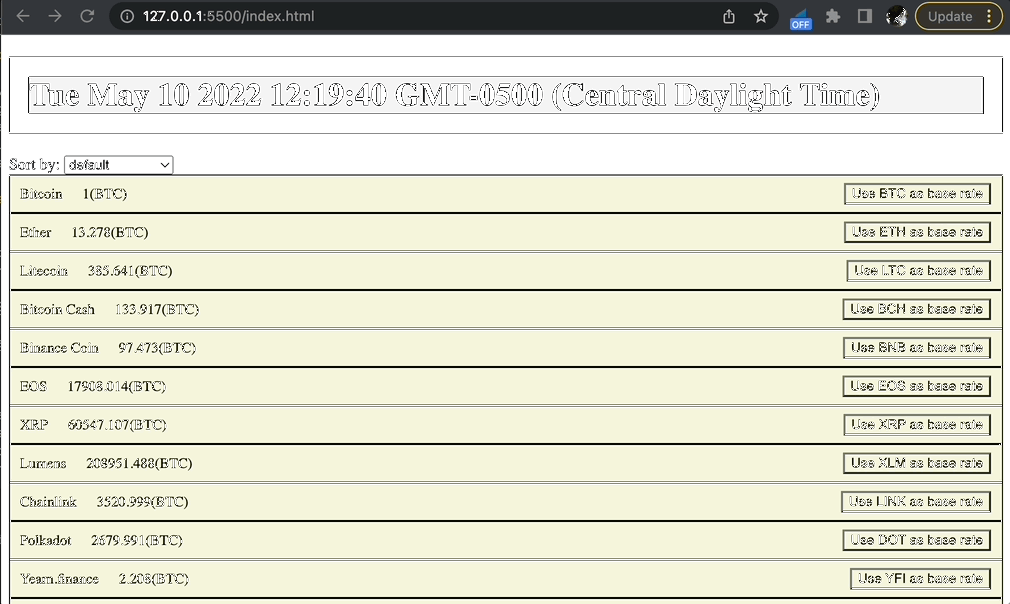 127.0.0.1:5500/index.html
OFF
Update
Tue May 10 2022 12:19:40 GMT-0500 (Central Daylight Time)
Sort by: default
Bitcoin 1(BTC) Use BTC as base rate
Ether 13.278(BTC) Use ETH as base rate
Litecoin 385.641(BTC) Use LTC as base rate
Bitcoin Cash 133.917(BTC) Use BCH as base rate
Binance Coin 97.473(BTC) Use BNB as base rate
EOS 17908.014(BTC) Use EOS as base rate
XRP 60547.107(BTC) Use XRP as base rate
Lumens 208951.488(BTC) Use XLM as base rate
Chainlink 3520.999(BTC) Use LINK as base rate
Polkadot 2679.991(BTC) Use DOT as base rate
Yearn.finance 2.208(BTC) Use YFI as base rate